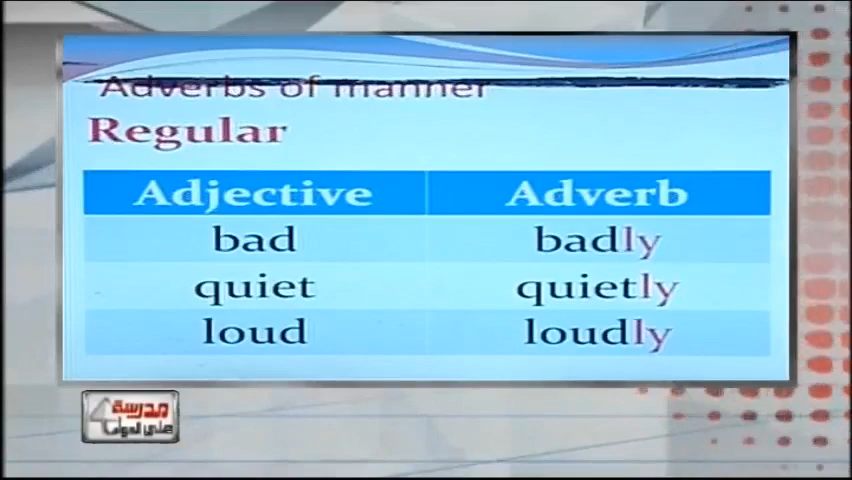 Adverbs of manner
Regular
Adjective Adverb
bad badly
quiet quietly
loud loudly
مدرسة
على الهواء